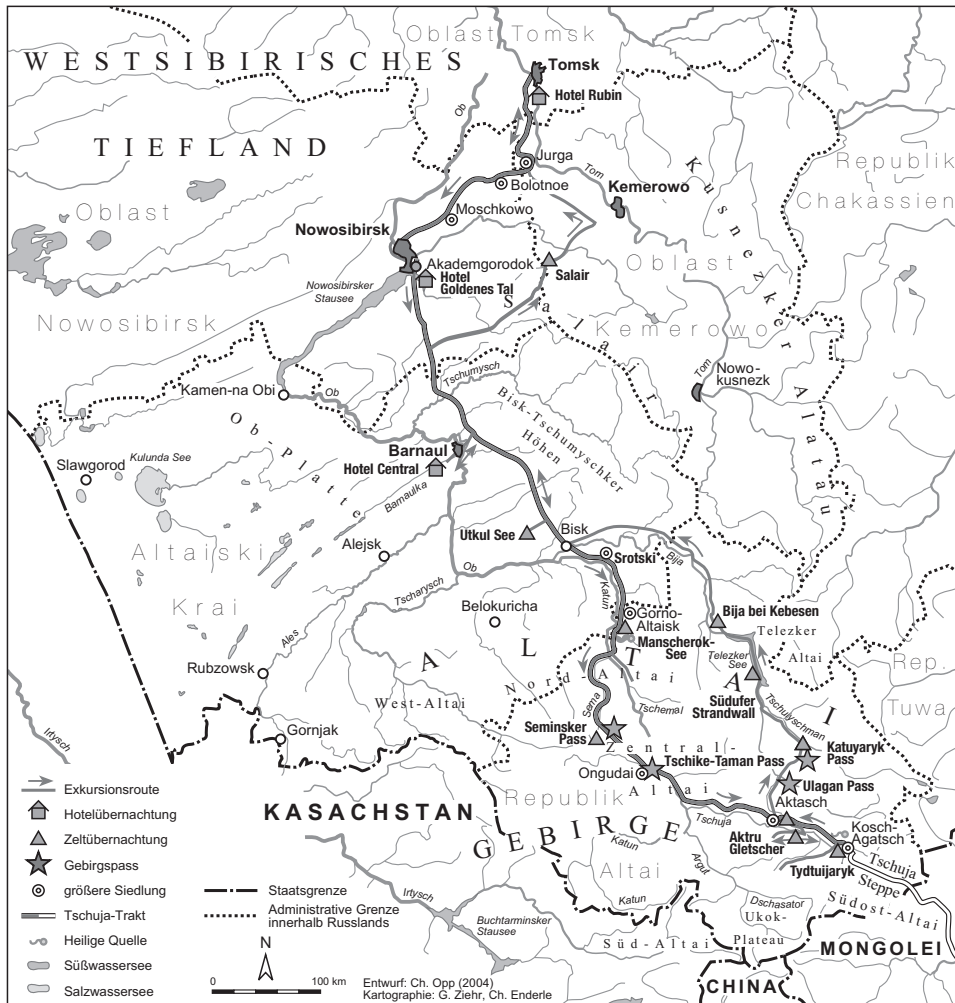 Oblast Tomsk
WESTSIBIRISCHES
TIEFLAND
Tomsk
Hotel Rubin
Ob
Jurga
Bolotnoe
Tom
Kemerowo
Kusnezker
Alatau
Republik
Chakassien
Oblast
Nowosibirsk
Moschkowo
Nowosibirsk
Akademgorodok
Hotel
Goldenes Tal
Nowosibirsker
Stausee
Salair
Oblast
Kemerowo
Salair
Tom
Nowo-
kusnezk
Kamen-na Obi
Ob
Tschumysch
Bisk-Tschumyschker
Höhen
Ob-Platte
Barnaul
Hotel Central
Slawgorod
Kulunda See
Barnaulka
Altaiski
Krai
Alejsk
Utkul See
Bisk
Srotski
Bija
Ob
Katun
Tscharysch
Belokuricha
Gorno-
Altaisk
Manscherok-
See
Bija bei Kebesen
Telezker
Altai
Telezker
See
Ales
Rubzowsk
ALTAI
Nord-Altai
West-Altai
Südufer
Strandwall
Tschulyschman
Rep.
Tuwa
Sema
Tschemal
Irtysch
Gornjak
Seminsker
Pass
Zentral-
Altai
Tschike-Taman Pass
Katuyaryk
Pass
Ulagan Pass
Ongudai
Republik
Altai
KASACHSTAN
GEBIRGE
Tschuja
Aktasch
Aktru
Gletscher
Kosch-
Agatsch
Tydtuijaryk
Tschuja
Steppe
Katun
Argut
Katun
Dschasator
Ukok-
Plateau
Südost-Altai
Süd-Altai
Irtysch
Buchtarminsker
Stausee
MONGOLEI
CHINA
Exkursionsroute
Hotelübernachtung
Zeltübernachtung
Gebirgspass
größere Siedlung
Tschuja-Trakt
Heilige Quelle
Süßwassersee
Salzwassersee
Staatsgrenze
Administrative Grenze
innerhalb Russlands
N
0 100 km
Entwurf: Ch. Opp (2004)
Kartographie: G. Ziehr, Ch. Enderle